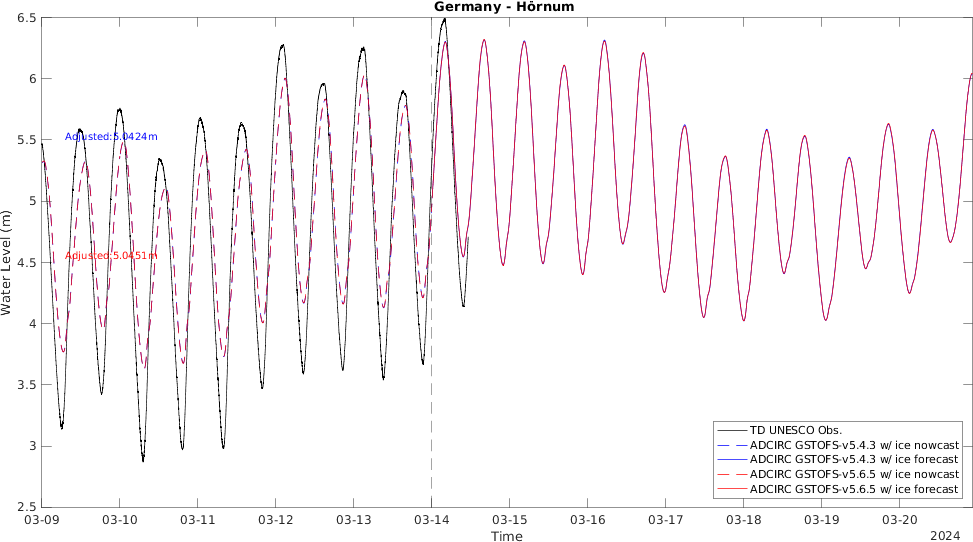 Germany - Hörnum
6.5
6
5.5
5
4.5
4
3.5
3
2.5
Water Level (m)
Adjusted:5.0424m
Adjusted:5.0451m
TD UNESCO Obs.
ADCIRC GSTOFS-v5.4.3 w/ ice nowcast
ADCIRC GSTOFS-v5.4.3 w/ ice forecast
ADCIRC GSTOFS-v5.6.5 w/ ice nowcast
ADCIRC GSTOFS-v5.6.5 w/ ice forecast
03-09 03-10 03-11 03-12 03-13 03-14 03-15 03-16 03-17 03-18 03-19 03-20
Time
2024